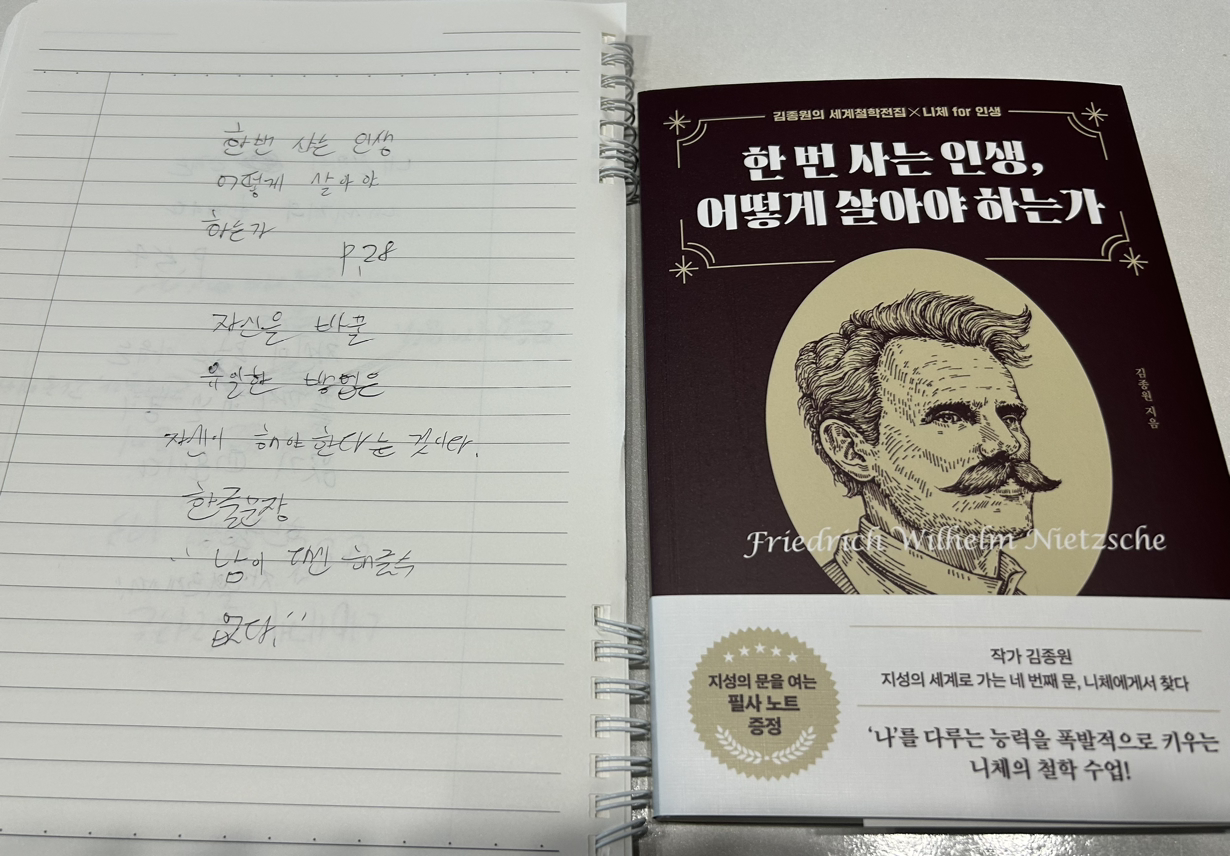 한번 사는 인생
어떻게 살아야
하는가
P.28
자신을 바꿀
유일한 방법은
자신이 해야 한다는 것이다.
한글문장
남이 대신 해줄수
없다.
김종원의 세계철학전집×니체 for 인생
한 번 사는 인생,
어떻게 살아야 하는가
김종원 지음
Friedrich Wilhelm Nietzsche
지성의 문을 여는
필사 노트
증정
작가 김종원
지성의 세계로 가는 네 번째 문, 니체에게서 찾다
‘나’를 다루는 능력을 폭발적으로 키우는
니체의 철학 수업!